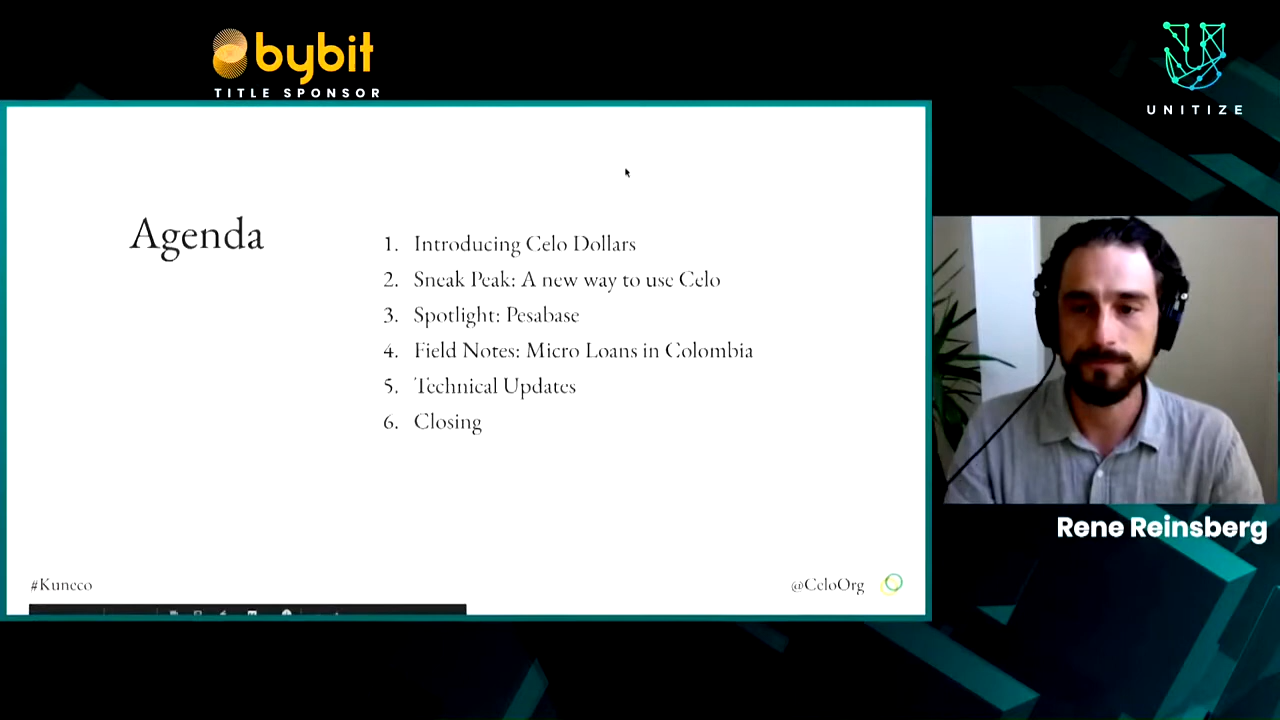 bybit
TITLE SPONSOR
UNITIZE
Agenda
1. Introducing Celo Dollars
2. Sneak Peak: A new way to use Celo
3. Spotlight: Pesabase
4. Field Notes: Micro Loans in Colombia
5. Technical Updates
6. Closing
Rene Reinsberg
#Kuneco
@CeloOrg